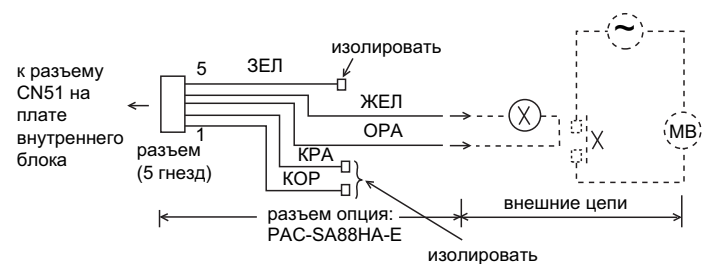 изолировать
к разъему
CN51 на
плате
внутреннего
блока
5
ЗЕЛ
ЖЕЛ
ОРА
1
КРА
КОР
разъем
(5 гнезд)
X
X
~
МВ
разъем опция:
PAC-SA88HA-E
внешние цепи
изолировать